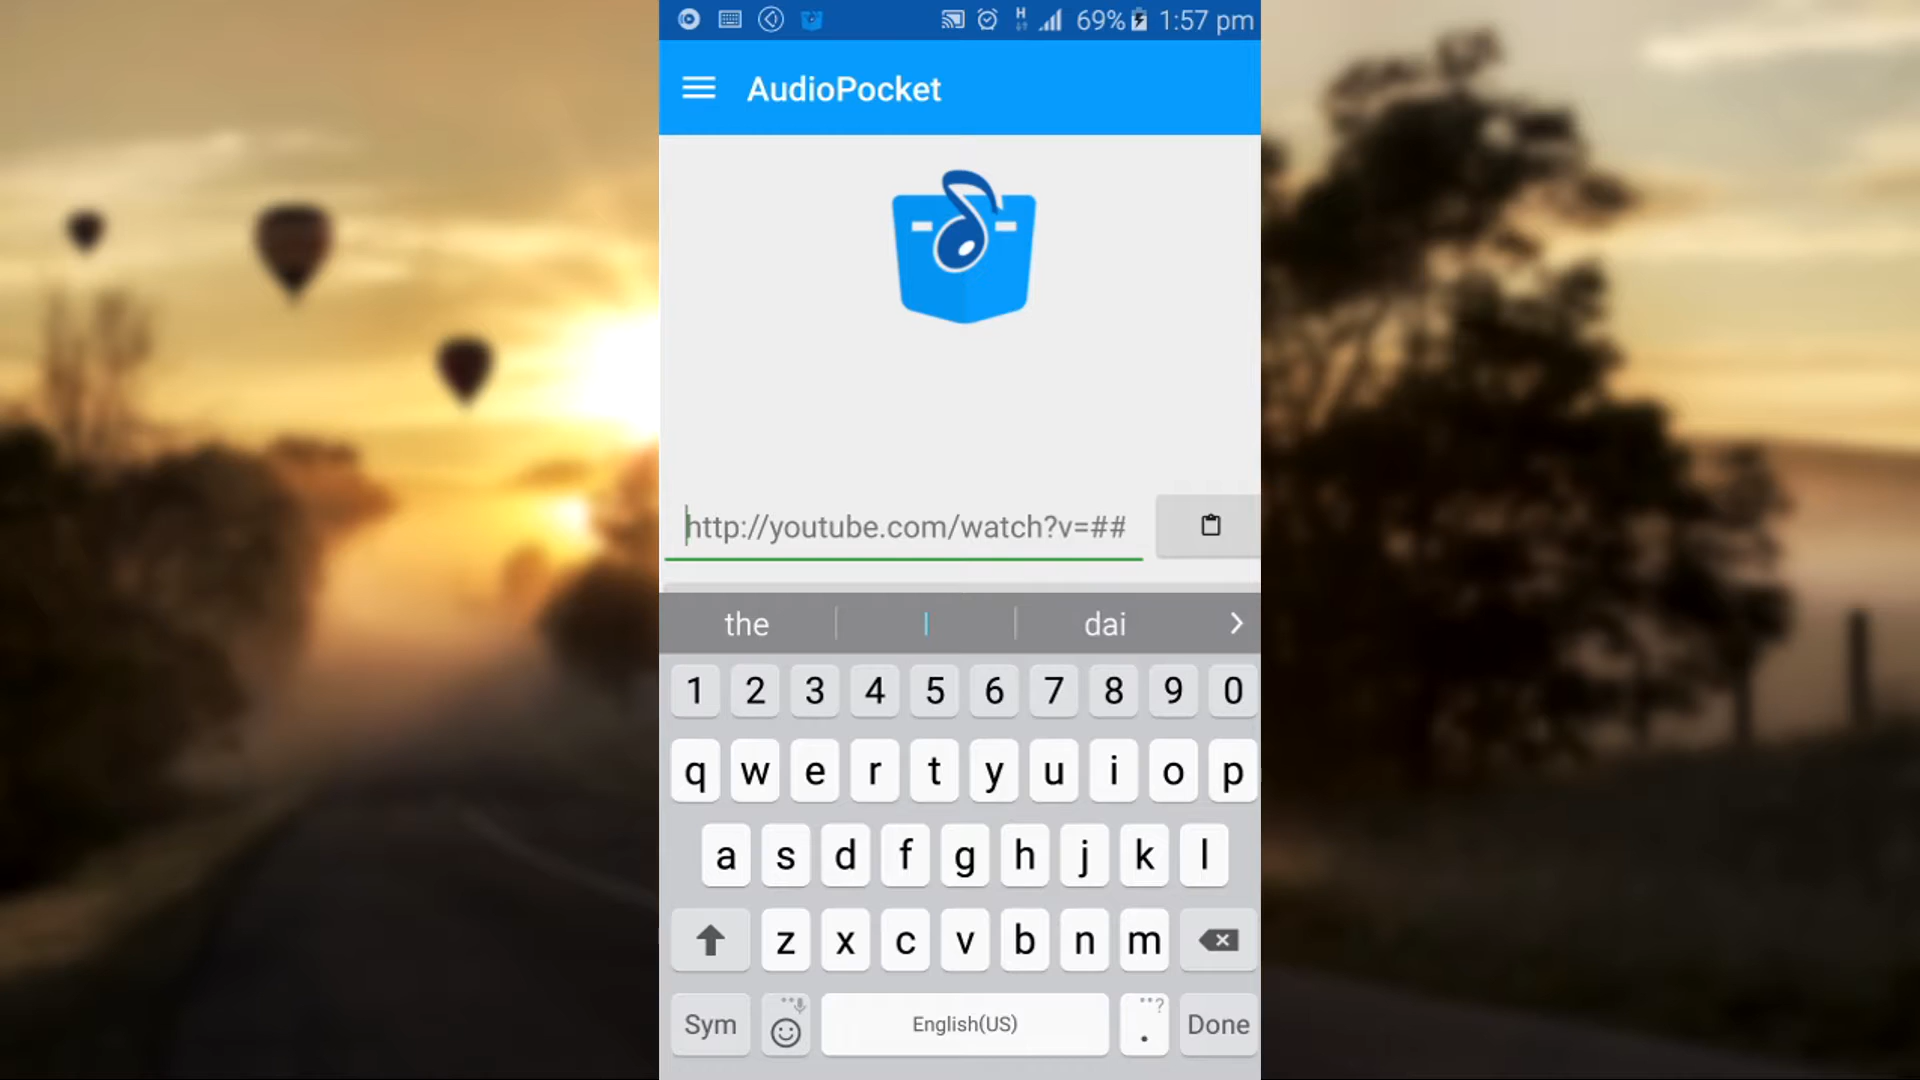 H 69% 1:57 pm
AudioPocket
http://youtube.com/watch?v=##
the dai
1 2 3 4 5 6 7 8 9 0
q w e r t y u i o p
a s d f g h j k l
z x c v b n m
Sym English(US) . ? Done